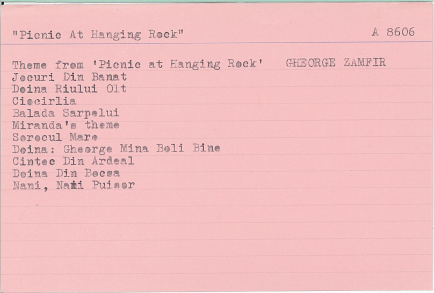 "Picnic At Hanging Rock" A 8606
Theme from 'Picnic at Hanging Rock' GHEORGE ZAMFIR
Jocuri Din Banat
Doina Riului Olt
Ciocirlia
Balada Sarpelui
Miranda's theme
Sorocul Mare
Doina: Gheorge Mina Boli Bine
Cintec Din Ardeal
Doina Din Bocsa
Nani, Nani Puisor